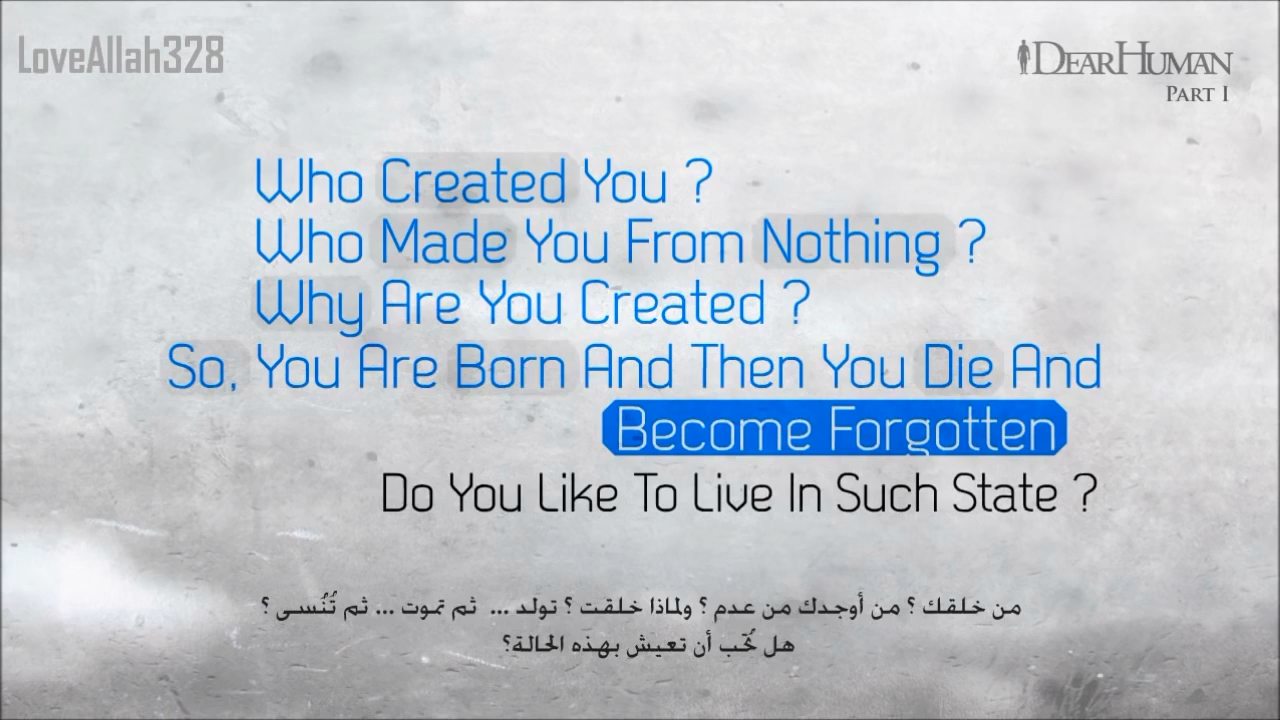 LoveAllah328
DearHuman
Part I
Who Created You ?
Who Made You From Nothing ?
Why Are You Created ?
So, You Are Born And Then You Die And
Become Forgotten
Do You Like To Live In Such State ?
من خلقك ؟ من أوجدك من عدم ؟ ولماذا خلقت ؟ تولد ... ثم تموت ... ثم تُنُسى ؟
هل تُحب أن تعيش بهذه الحالة؟